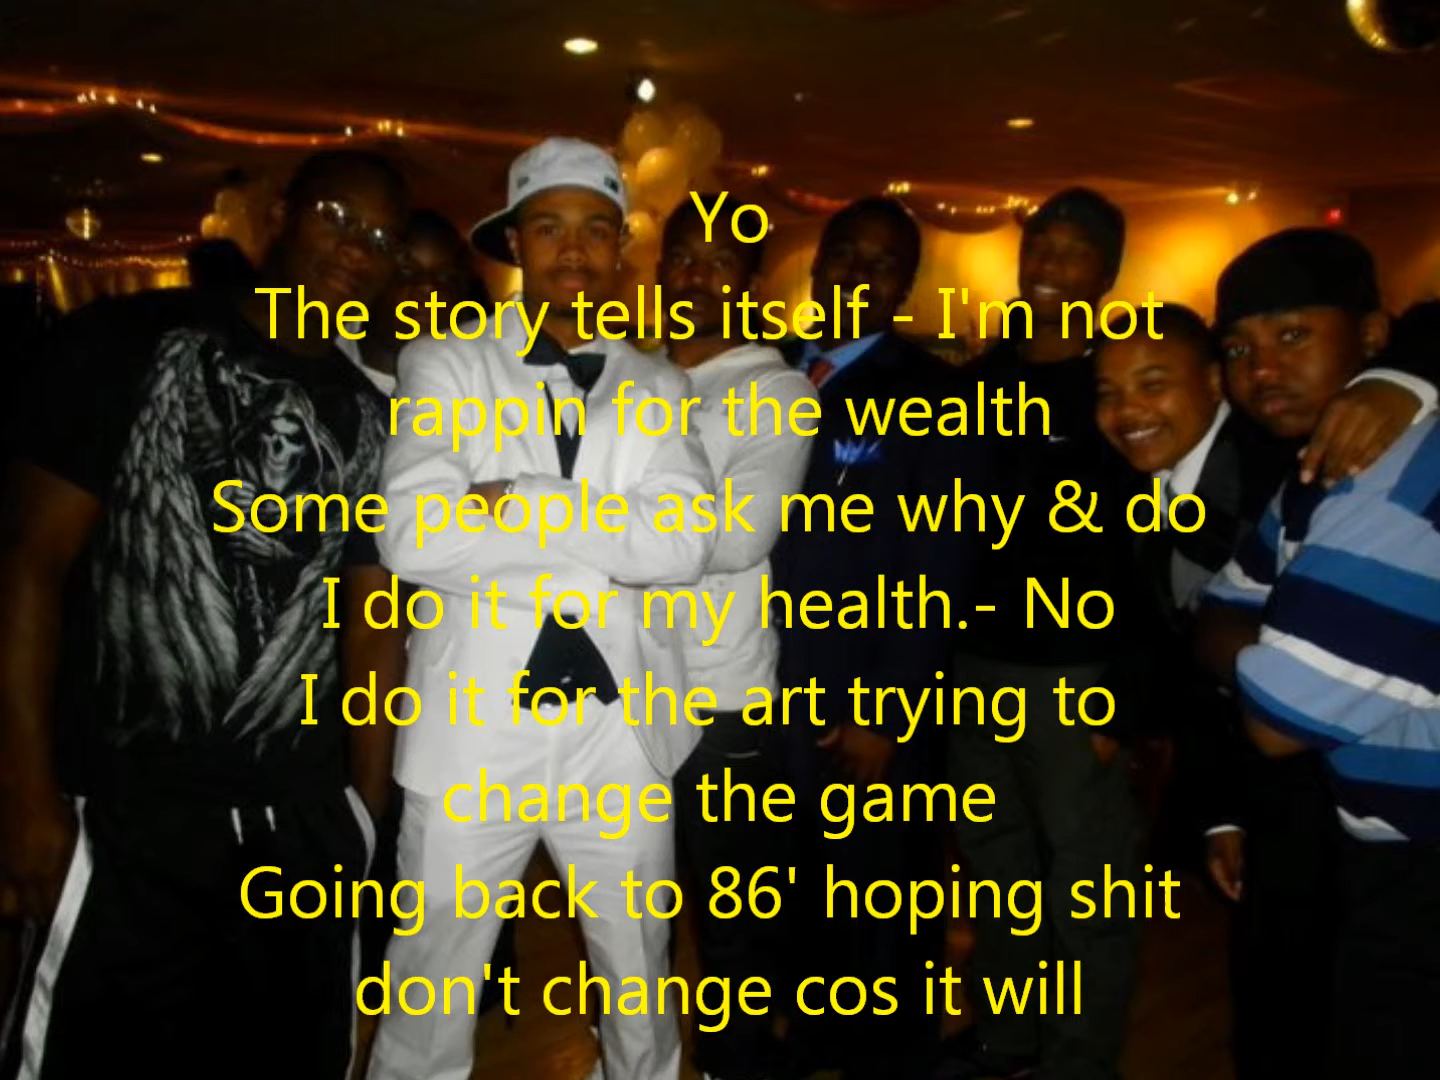 Yo
The story tells itself - I'm not
rappin for the wealth
Some people ask me why & do
I do it for my health.- No
I do it for the art trying to
change the game
Going back to 86' hoping shit
don't change cos it will